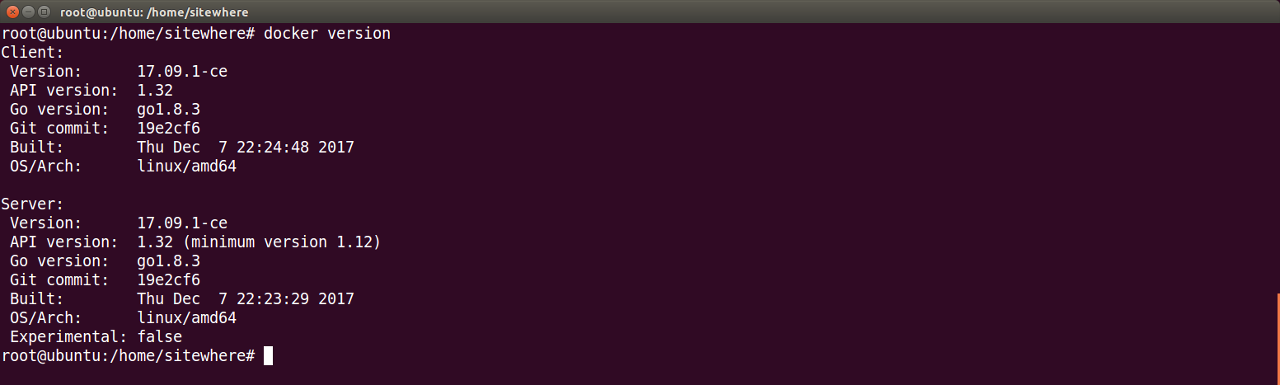 root@ubuntu: /home/sitewhere
root@ubuntu:/home/sitewhere# docker version
Client:
 Version:      17.09.1-ce
 API version:  1.32
 Go version:   go1.8.3
 Git commit:   19e2cf6
 Built:        Thu Dec  7 22:24:48 2017
 OS/Arch:      linux/amd64

Server:
 Version:      17.09.1-ce
 API version:  1.32 (minimum version 1.12)
 Go version:   go1.8.3
 Git commit:   19e2cf6
 Built:        Thu Dec  7 22:23:29 2017
 OS/Arch:      linux/amd64
 Experimental: false
root@ubuntu:/home/sitewhere#